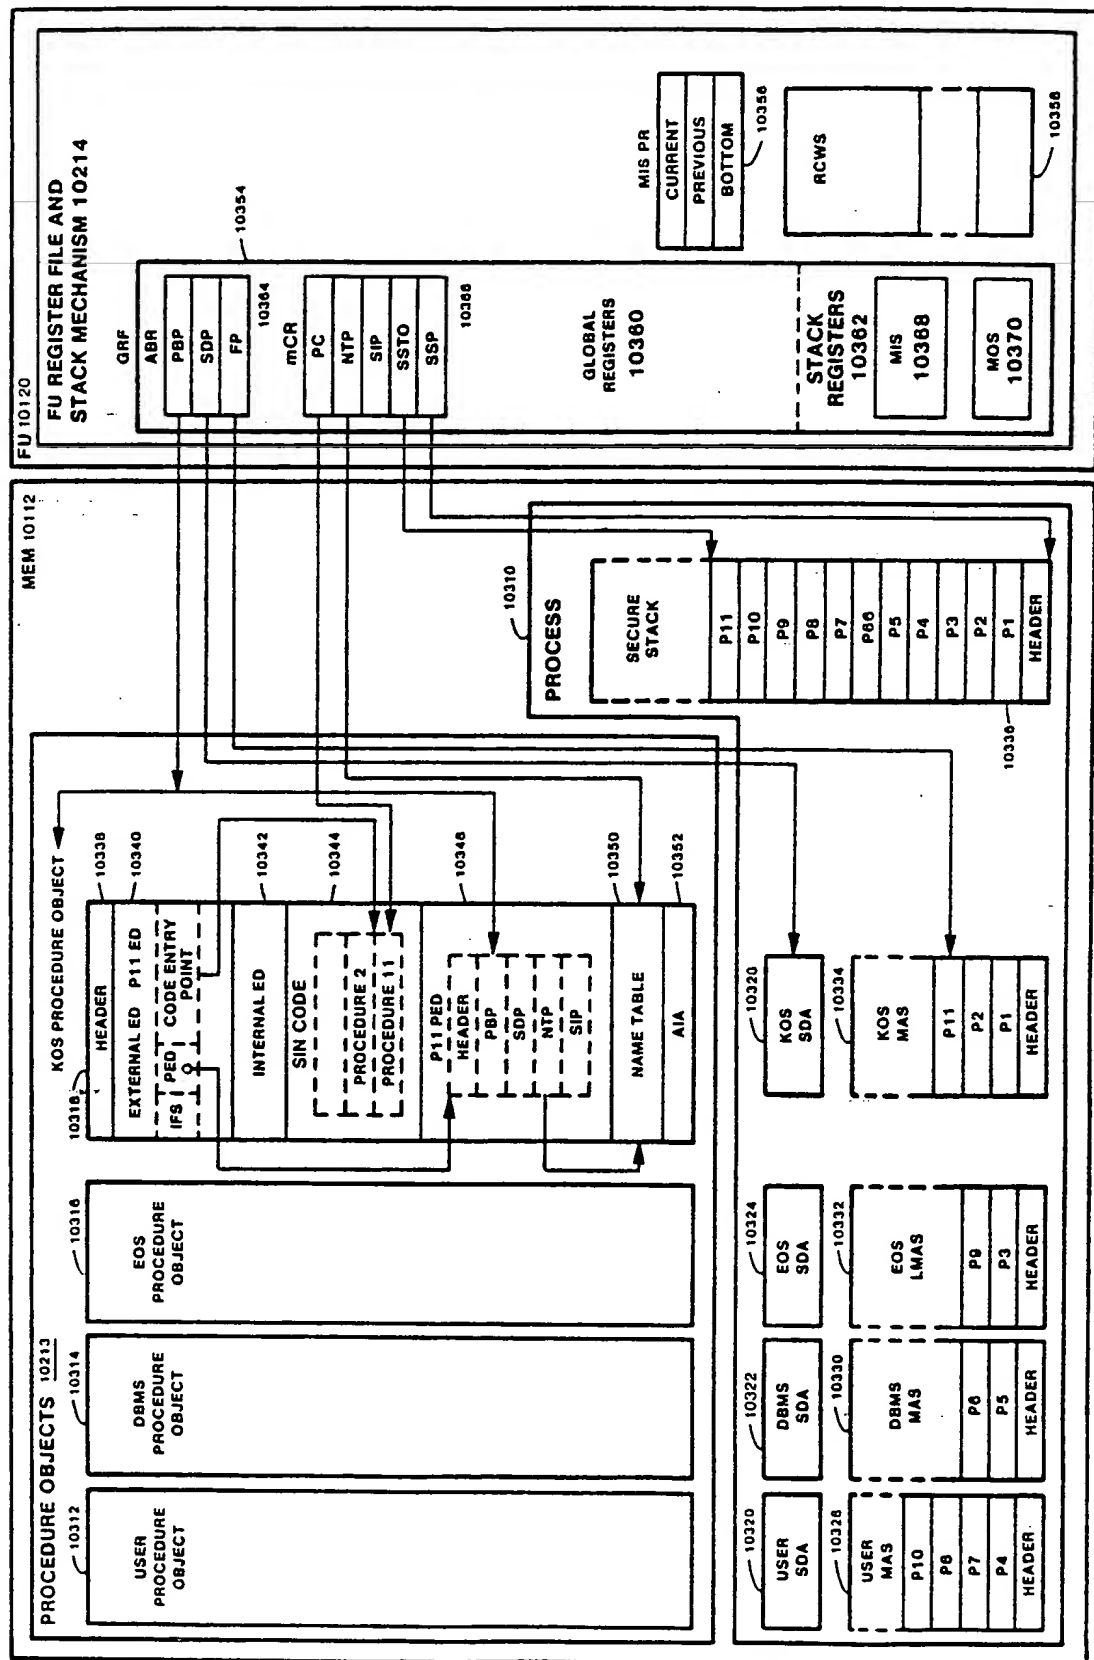 FU 10120
FU REGISTER FILE AND
STACK MECHANISM 10214
GRF
10354
ABR
PBP
SDP
FP
10364
mCR
PC
NTP
SIP
SSTO
SSP
10366
GLOBAL
REGISTERS
10360
STACK
REGISTERS
10362
MIS
10368
MOS
10370
MIS PR
CURRENT
PREVIOUS
BOTTOM
10356
RCWS
10358
MEM 10112
PROCEDURE OBJECTS 10213
10312
USER
PROCEDURE
OBJECT
10314
DBMS
PROCEDURE
OBJECT
10316
EOS
PROCEDURE
OBJECT
KOS PROCEDURE OBJECT
10318
HEADER
10338
EXTERNAL ED P11 ED
10340
IFS PED CODE ENTRY
POINT
INTERNAL ED
10342
SIN CODE
10344
PROCEDURE 2
PROCEDURE 11
P11 PED
10348
HEADER
PBP
SDP
NTP
SIP
NAME TABLE
10350
AIA
10352
PROCESS
10310
SECURE
STACK
P11
P10
P9
P8
P7
P66
P5
P4
P3
P2
P1
HEADER
10336
10320
USER
SDA
10322
DBMS
SDA
10324
EOS
SDA
10320
KOS
SDA
10328
USER
MAS
P10
P8
P7
P4
HEADER
10330
DBMS
MAS
P6
P5
HEADER
10332
EOS
LMAS
P9
P3
HEADER
10334
KOS
MAS
P11
P2
P1
HEADER